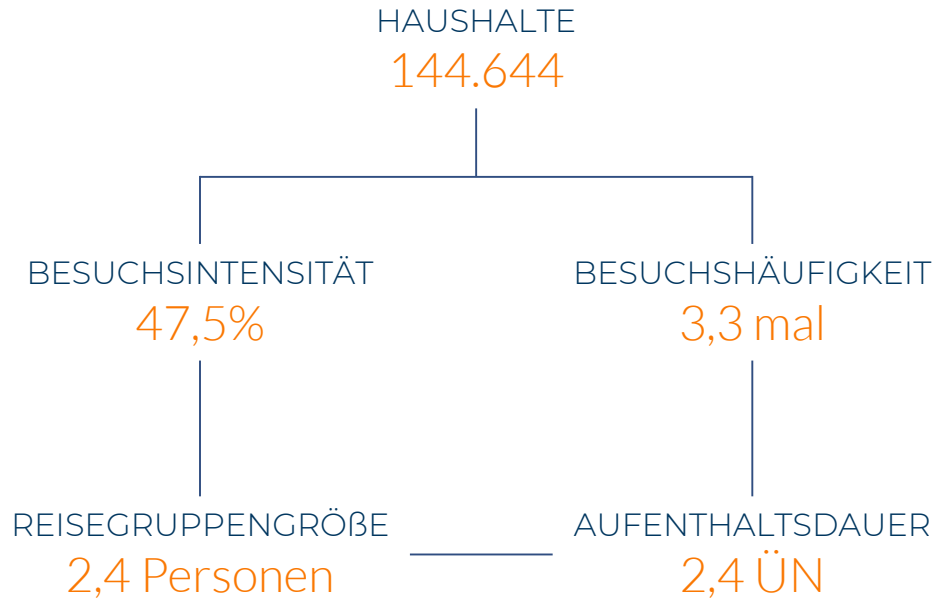 HAUSHALTE
144.644
BESUCHSINTENSITÄT
47,5%
BESUCHSHÄUFIGKEIT
3,3 mal
REISEGRUPPENGRÖßE
2,4 Personen
AUFENTHALTSDAUER
2,4 ÜN